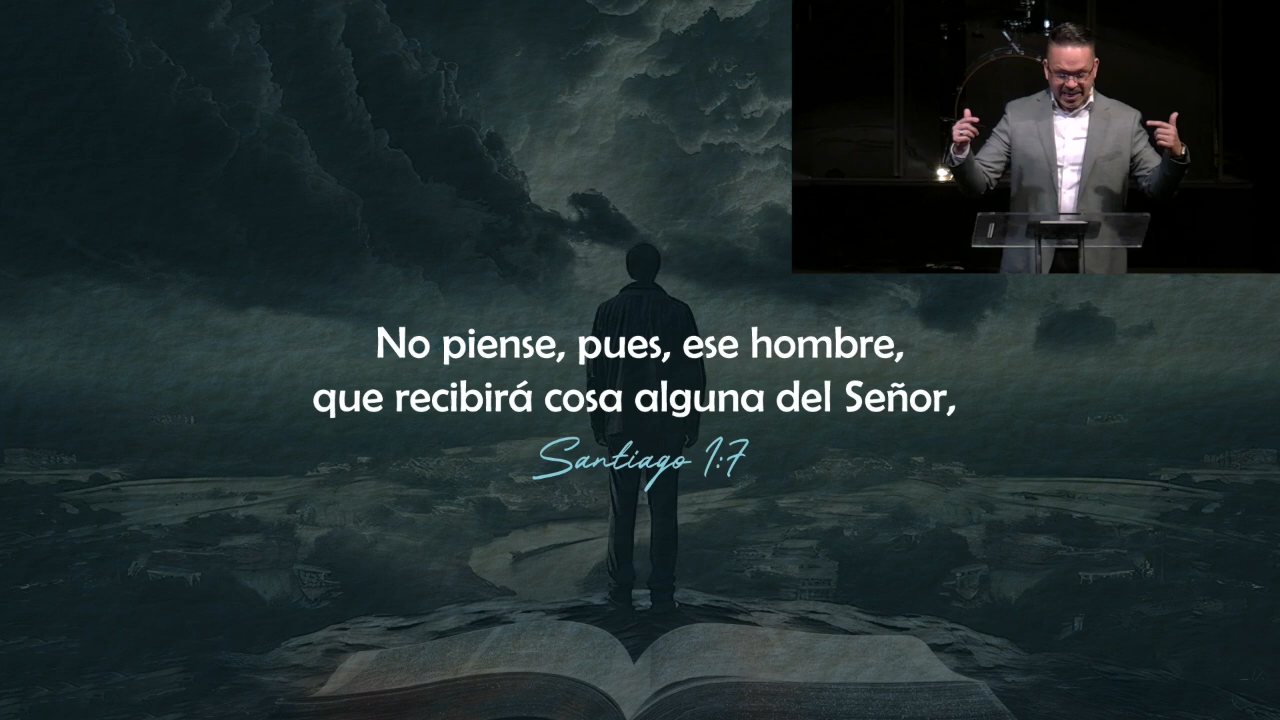 No piense, pues, ese hombre,
que recibirá cosa alguna del Señor,
Santiago 1:7